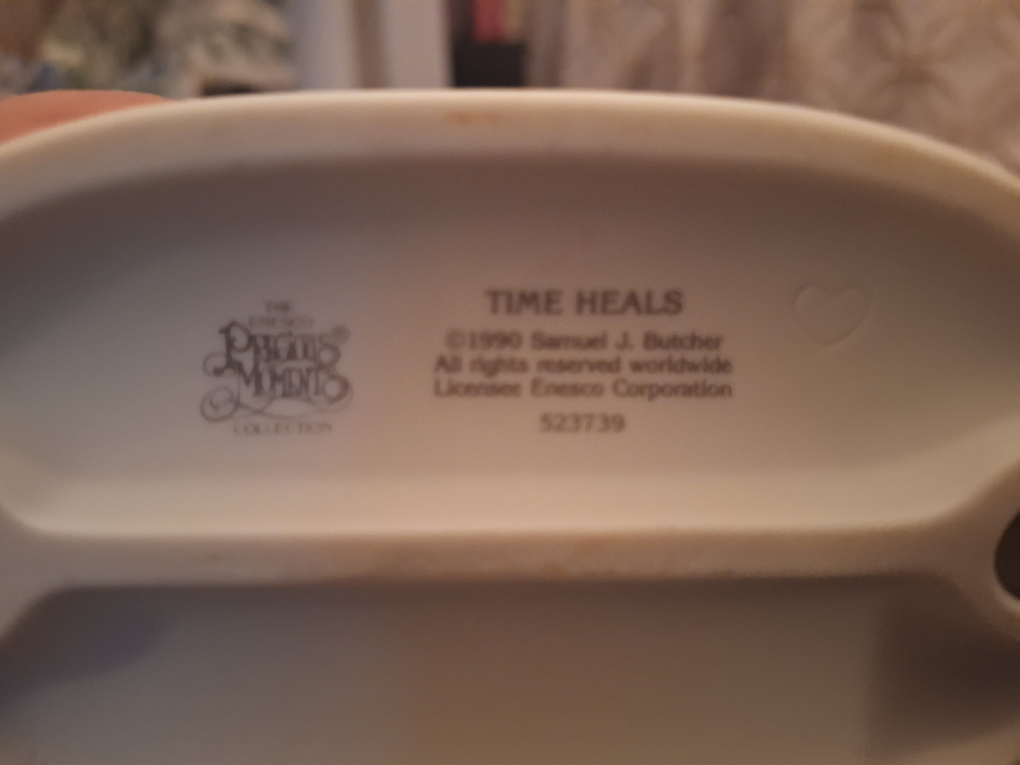 THE
ENESCO
PRECIOUS®
MOMENTS
COLLECTION
TIME HEALS
©1990 Samuel J. Butcher
All rights reserved worldwide
Licensee Enesco Corporation
523739